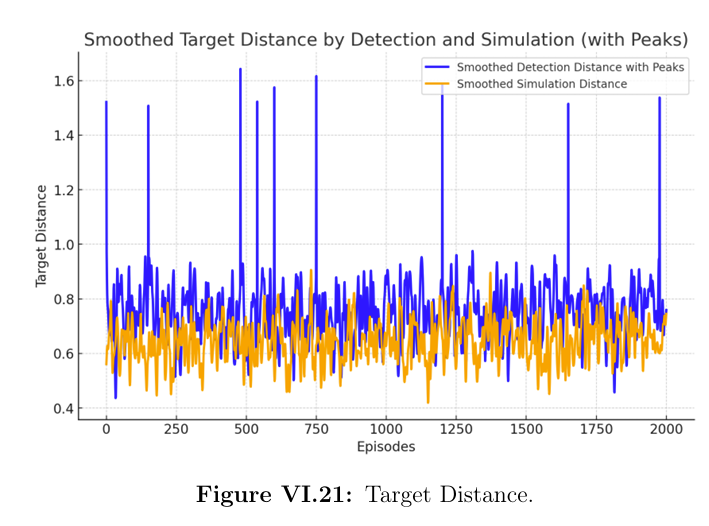 Smoothed Target Distance by Detection and Simulation (with Peaks)
Smoothed Detection Distance with Peaks
Smoothed Simulation Distance
Target Distance
1.6
1.4
1.2
1.0
0.8
0.6
0.4
0 250 500 750 1000 1250 1500 1750 2000
Episodes
Figure VI.21: Target Distance.